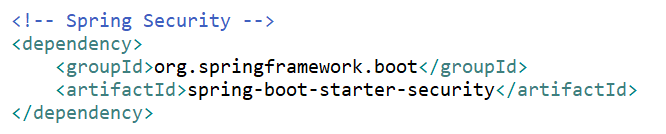 <!-- Spring Security -->
<dependency>
    <groupId>org.springframework.boot</groupId>
    <artifactId>spring-boot-starter-security</artifactId>
</dependency>